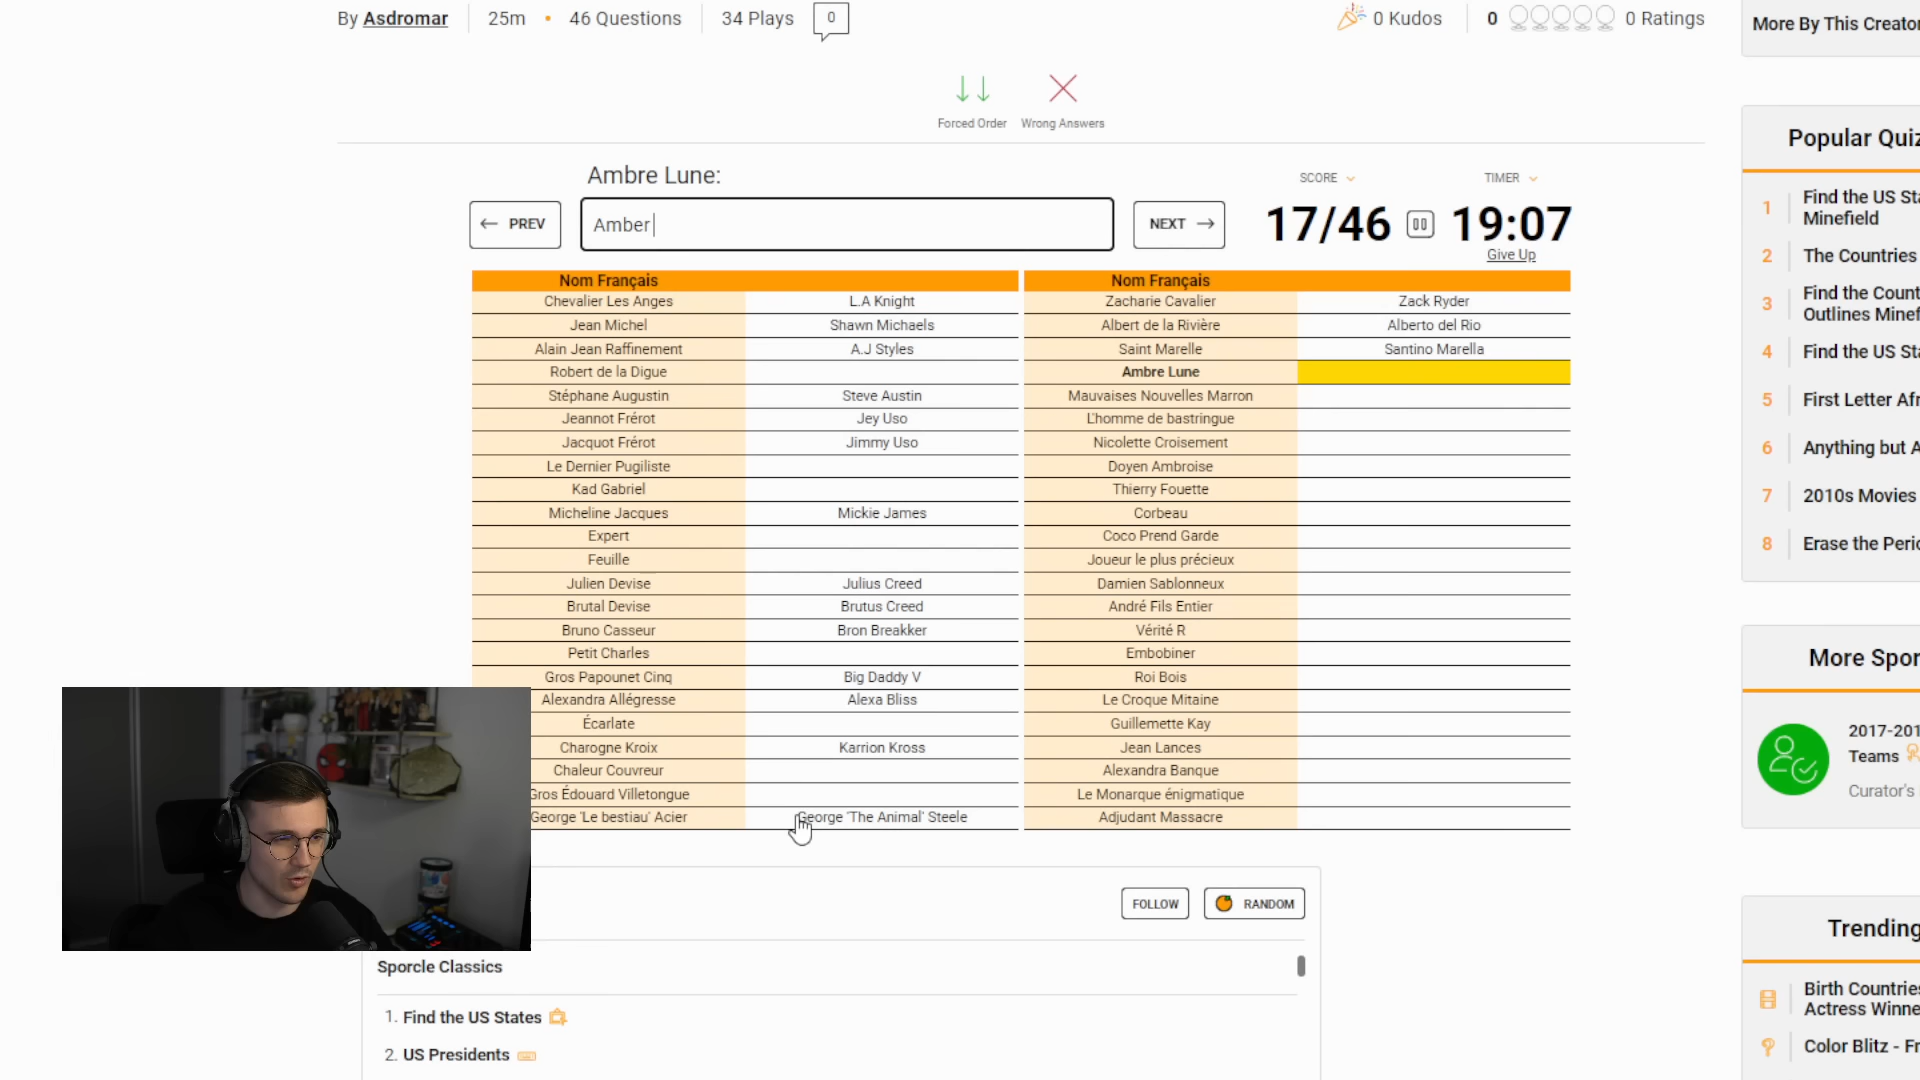 By Asdromar
25m • 46 Questions
34 Plays
0
0 Kudos
0
0 Ratings
More By This Creator
Forced Order
Wrong Answers
Ambre Lune:
← PREV
Amber
NEXT →
SCORE
17/46
TIMER
19:07
Give Up
Nom Français
Chevalier Les Anges L.A Knight
Jean Michel Shawn Michaels
Alain Jean Raffinement A.J Styles
Robert de la Digue
Stéphane Augustin Steve Austin
Jeannot Frérot Jey Uso
Jacquot Frérot Jimmy Uso
Le Dernier Pugiliste
Kad Gabriel
Micheline Jacques Mickie James
Expert
Feuille
Julien Devise Julius Creed
Brutal Devise Brutus Creed
Bruno Casseur Bron Breakker
Petit Charles
Gros Papounet Cinq Big Daddy V
Alexandra Allégresse Alexa Bliss
Écarlate
Charogne Kroix Karrion Kross
Chaleur Couvreur
Gros Édouard Villetongue
George 'Le bestiau' Acier George 'The Animal' Steele
Nom Français
Zacharie Cavalier Zack Ryder
Albert de la Rivière Alberto del Rio
Saint Marelle Santino Marella
Ambre Lune
Mauvaises Nouvelles Marron
L'homme de bastringue
Nicolette Croisement
Doyen Ambroise
Thierry Fouette
Corbeau
Coco Prend Garde
Joueur le plus précieux
Damien Sablonneux
André Fils Entier
Vérité R
Embobiner
Roi Bois
Le Croque Mitaine
Guillemette Kay
Jean Lances
Alexandra Banque
Le Monarque énigmatique
Adjudant Massacre
FOLLOW
RANDOM
Sporcle Classics
1. Find the US States
2. US Presidents
Popular Quiz
1 Find the US Sta
Minefield
2 The Countries
3 Find the Count
Outlines Minef
4 Find the US Sta
5 First Letter Afr
6 Anything but A
7 2010s Movies
8 Erase the Perio
More Spor
2017-201
Teams
Curator's
Trending
Birth Countries
Actress Winne
Color Blitz - Fr